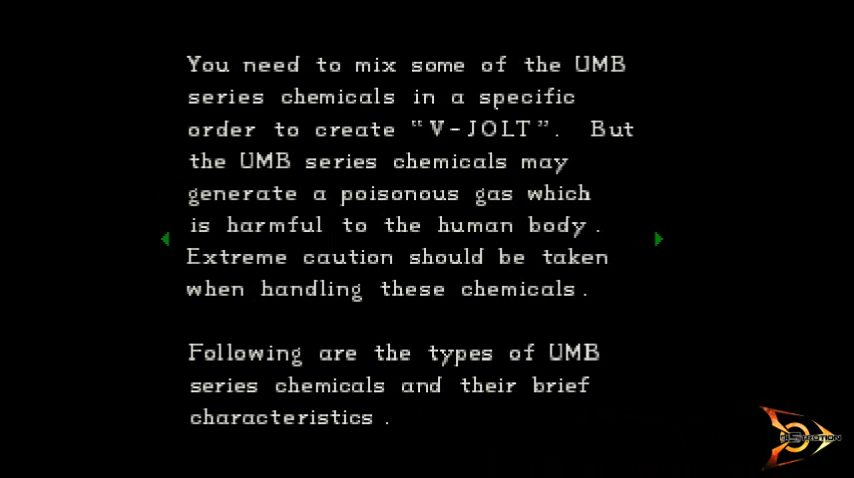 You need to mix some of the UMB
series chemicals in a specific
order to create "V-JOLT". But
the UMB series chemicals may
generate a poisonous gas which
is harmful to the human body.
Extreme caution should be taken
when handling these chemicals.
Following are the types of UMB
series chemicals and their brief
characteristics.